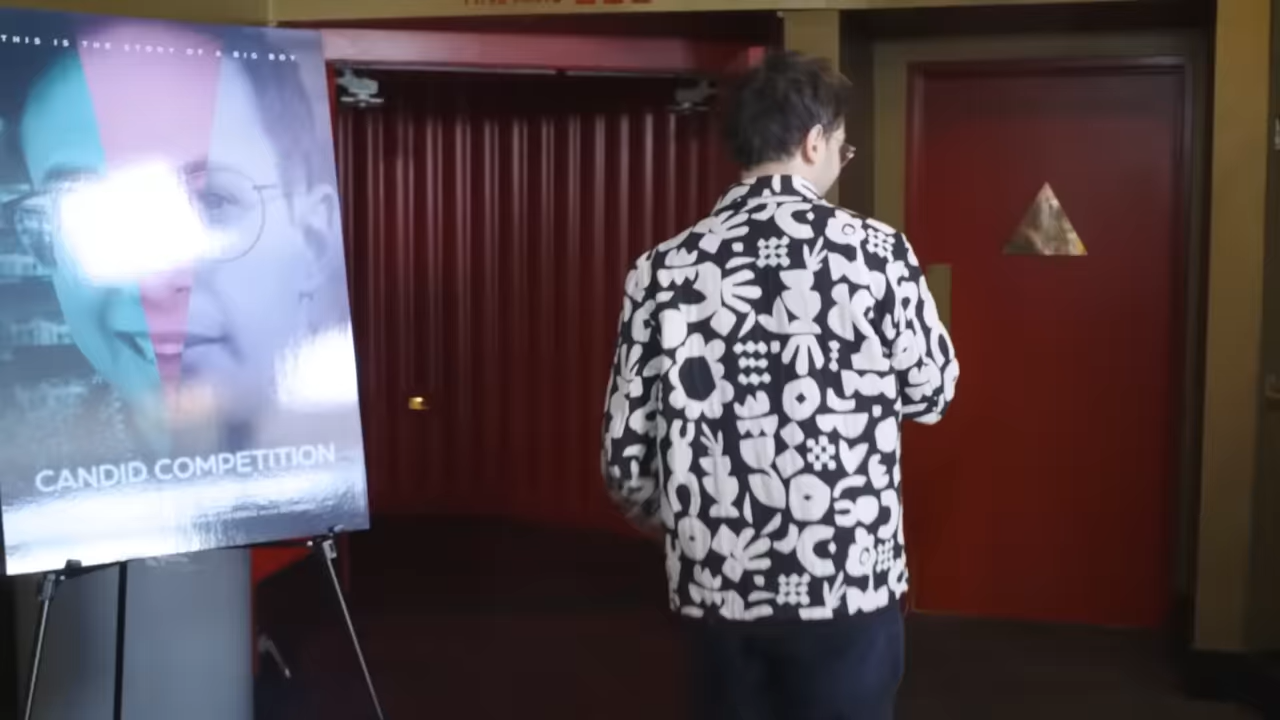 THIS IS THE STORY OF A BIG BOY
CANDID COMPETITION